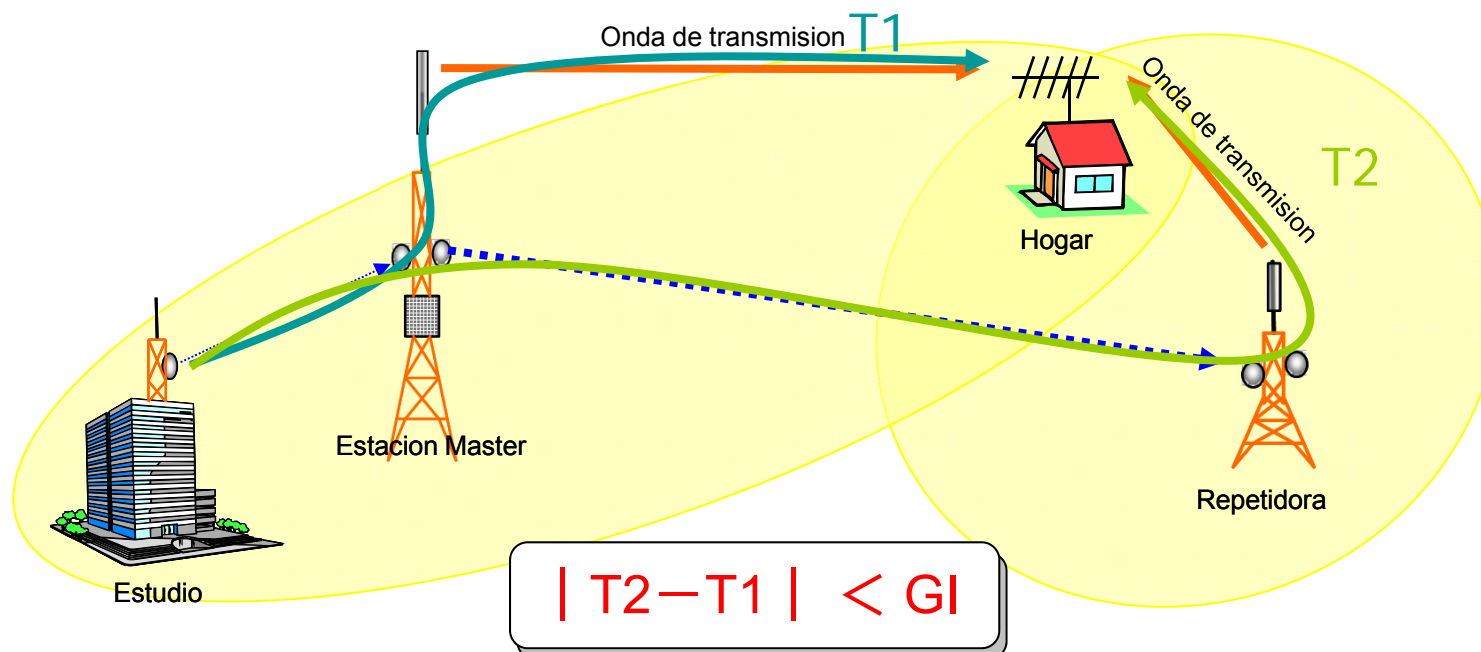 Onda de transmision T1
Onda de transmision
T2
Hogar
Estacion Master
Repetidora
Estudio
| T2－T1 | ＜ GI